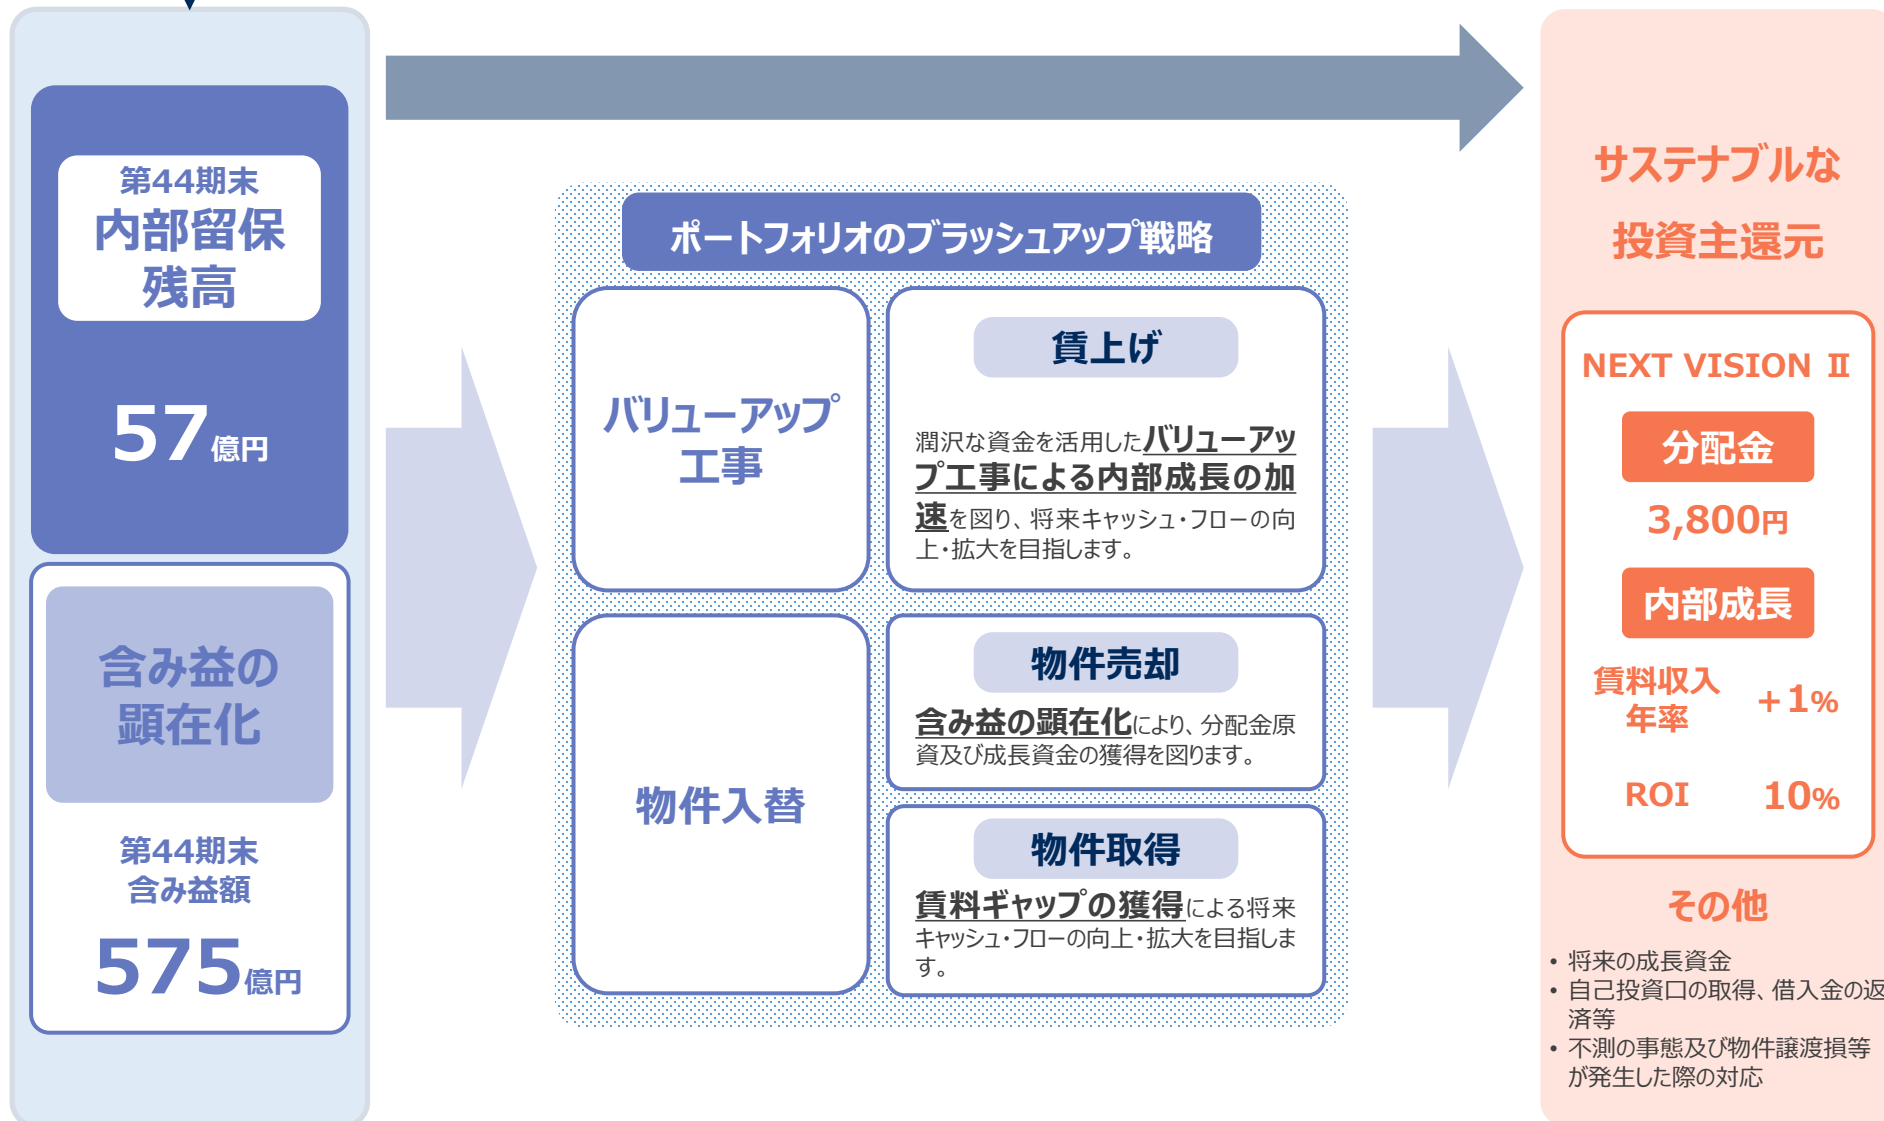 第44期末
内部留保
残高
57億円
含み益の
顕在化
第44期末
含み益額
575億円
ポートフォリオのブラッシュアップ戦略
バリューアップ
工事
賃上げ
潤沢な資金を活用したバリューアッ
プ工事による内部成長の加
速を図り、将来キャッシュ・フローの向
上・拡大を目指します。
物件入替
物件売却
含み益の顕在化により、分配金原
資及び成長資金の獲得を図ります。
物件取得
賃料ギャップの獲得による将来
キャッシュ・フローの向上・拡大を目指しま
す。
サステナブルな
投資主還元
NEXT VISION Ⅱ
分配金
3,800円
内部成長
賃料収入
年率
+1%
ROI 10%
その他
• 将来の成長資金
• 自己投資口の取得、借入金の返
済等
• 不測の事態及び物件譲渡損等
が発生した際の対応